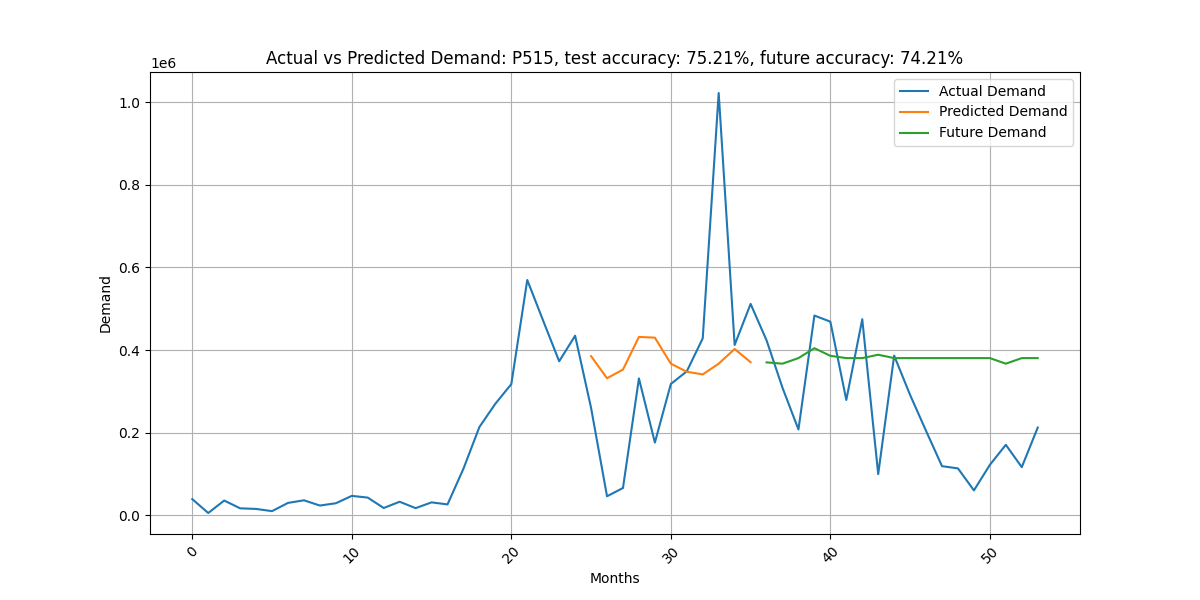 Actual vs Predicted Demand: P515, test accuracy: 75.21%, future accuracy: 74.21%
1e6
Actual Demand
Predicted Demand
Future Demand
1.0
0.8
0.6
0.4
0.2
0.0
Demand
0
10
20
30
40
50
Months